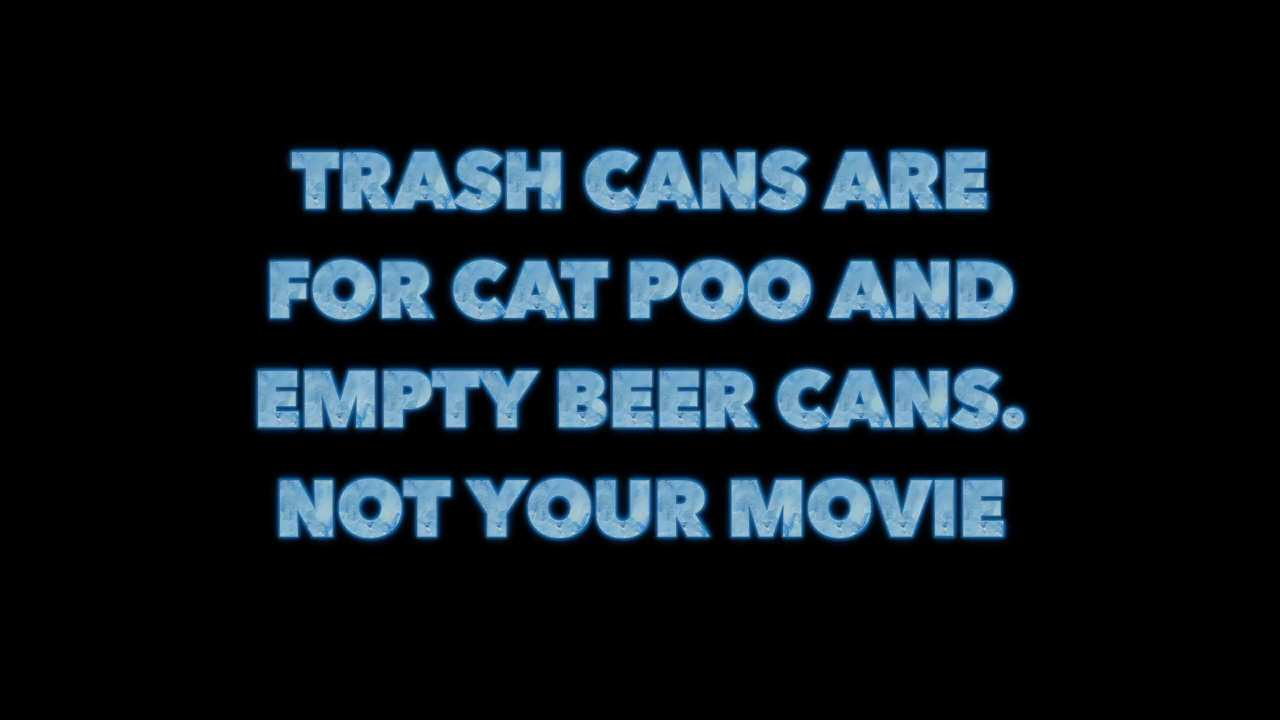 TRASH CANS ARE
FOR CAT POO AND
EMPTY BEER CANS.
NOT YOUR MOVIE